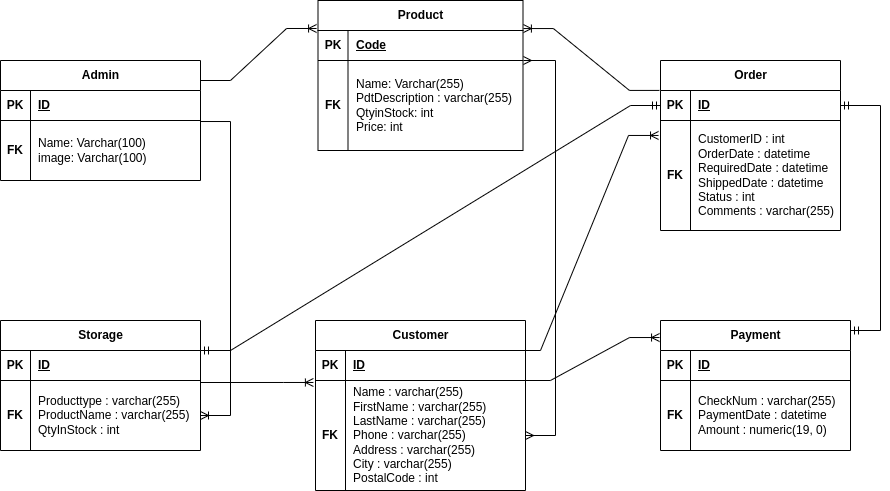 Product
PK Code
FK
Name: Varchar(255)
PdtDescription : varchar(255)
QtyinStock: int
Price: int
Admin
PK ID
FK
Name: Varchar(100)
image: Varchar(100)
Order
PK ID
FK
CustomerID : int
OrderDate : datetime
RequiredDate : datetime
ShippedDate : datetime
Status : int
Comments : varchar(255)
Storage
PK ID
FK
Producttype : varchar(255)
ProductName : varchar(255)
QtyInStock : int
Customer
PK ID
FK
Name : varchar(255)
FirstName : varchar(255)
LastName : varchar(255)
Phone : varchar(255)
Address : varchar(255)
City : varchar(255)
PostalCode : int
Payment
PK ID
FK
CheckNum : varchar(255)
PaymentDate : datetime
Amount : numeric(19, 0)